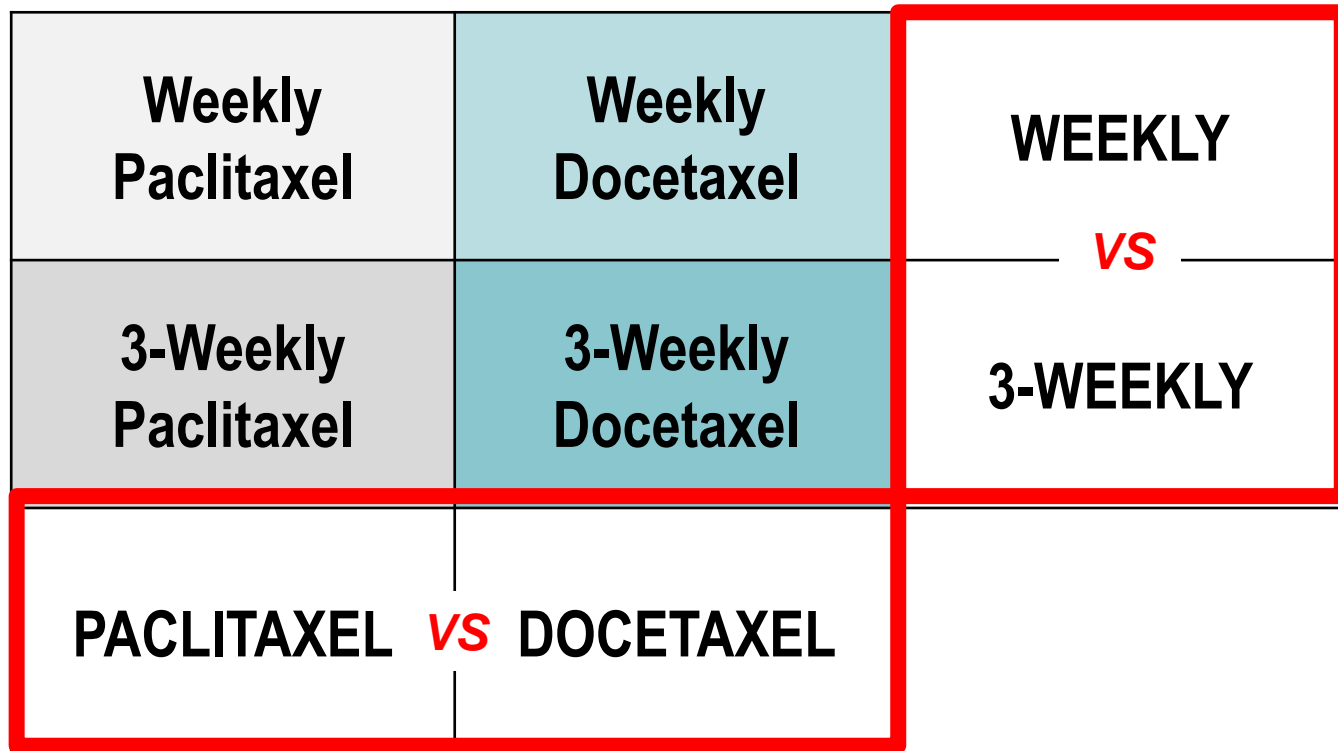 Weekly
Paclitaxel
Weekly
Docetaxel
WEEKLY
VS
3-WEEKLY
3-Weekly
Paclitaxel
3-Weekly
Docetaxel
PACLITAXEL VS DOCETAXEL